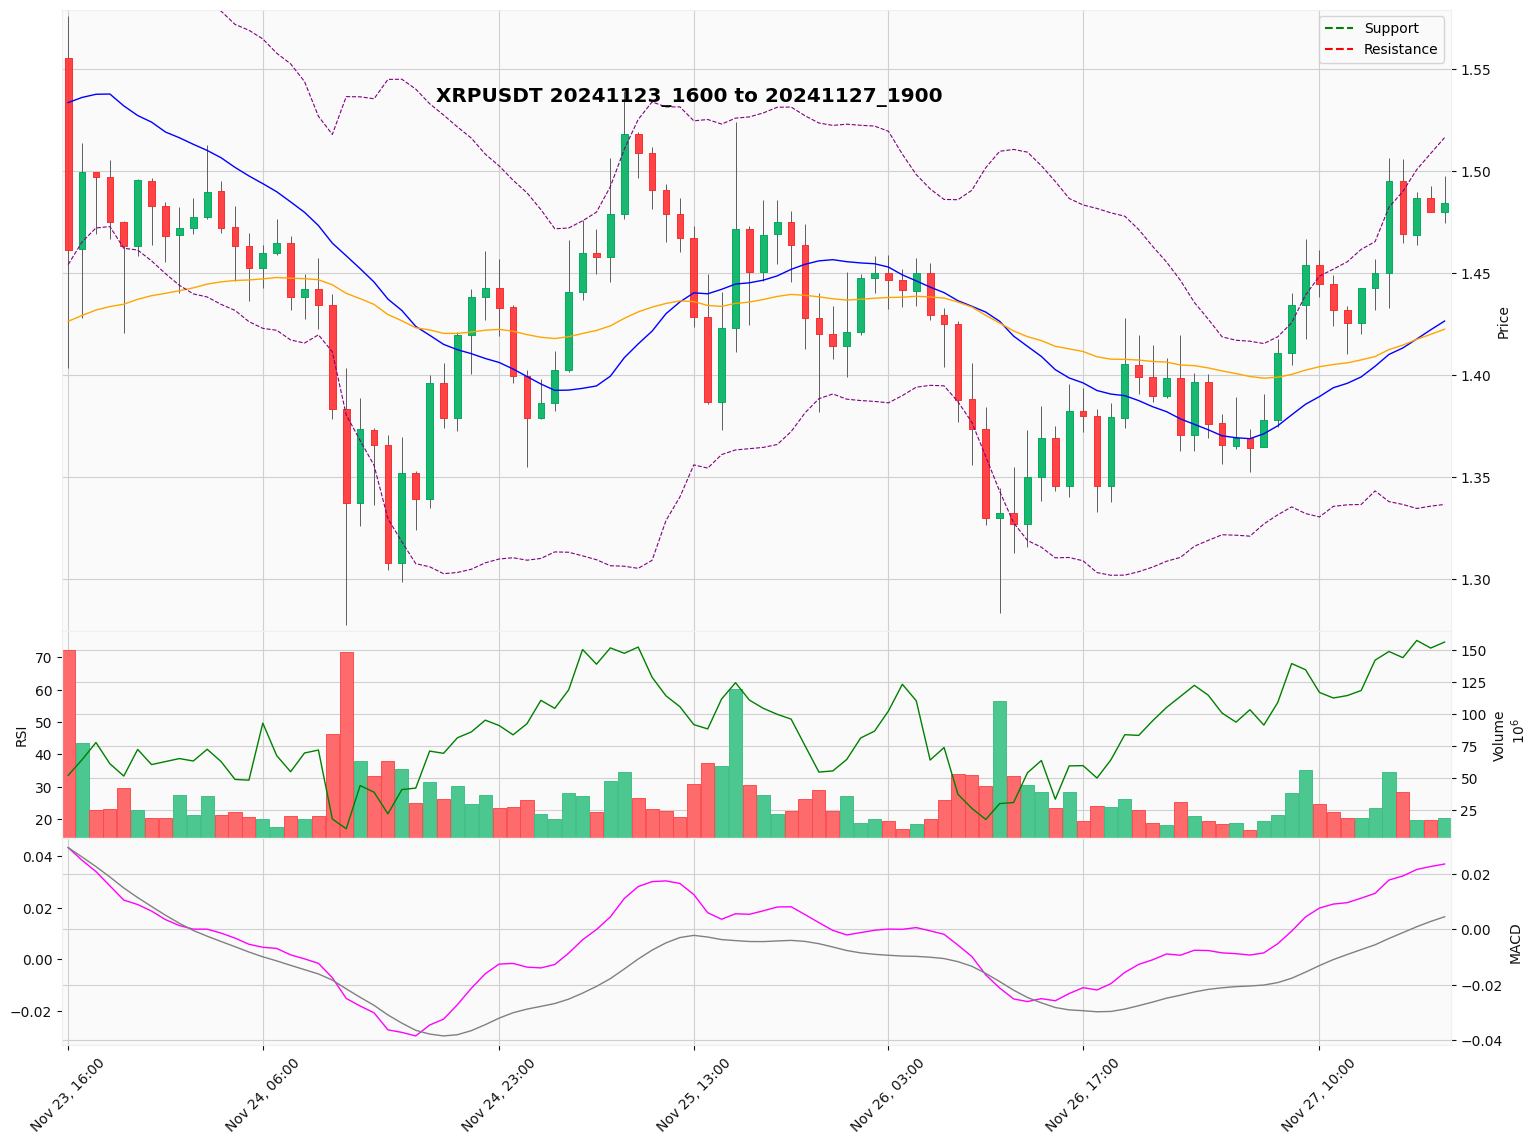 Support
Resistance
XRPUSDT 20241123_1600 to 20241127_1900
1.55
1.50
1.45
1.40
1.35
1.30
Price
70
60
50
40
30
20
RSI
150
125
100
75
50
25
Volume
10^6
0.04
0.02
0.00
−0.02
0.02
0.00
−0.02
−0.04
MACD
Nov 23, 16:00
Nov 24, 06:00
Nov 24, 23:00
Nov 25, 13:00
Nov 26, 03:00
Nov 26, 17:00
Nov 27, 10:00